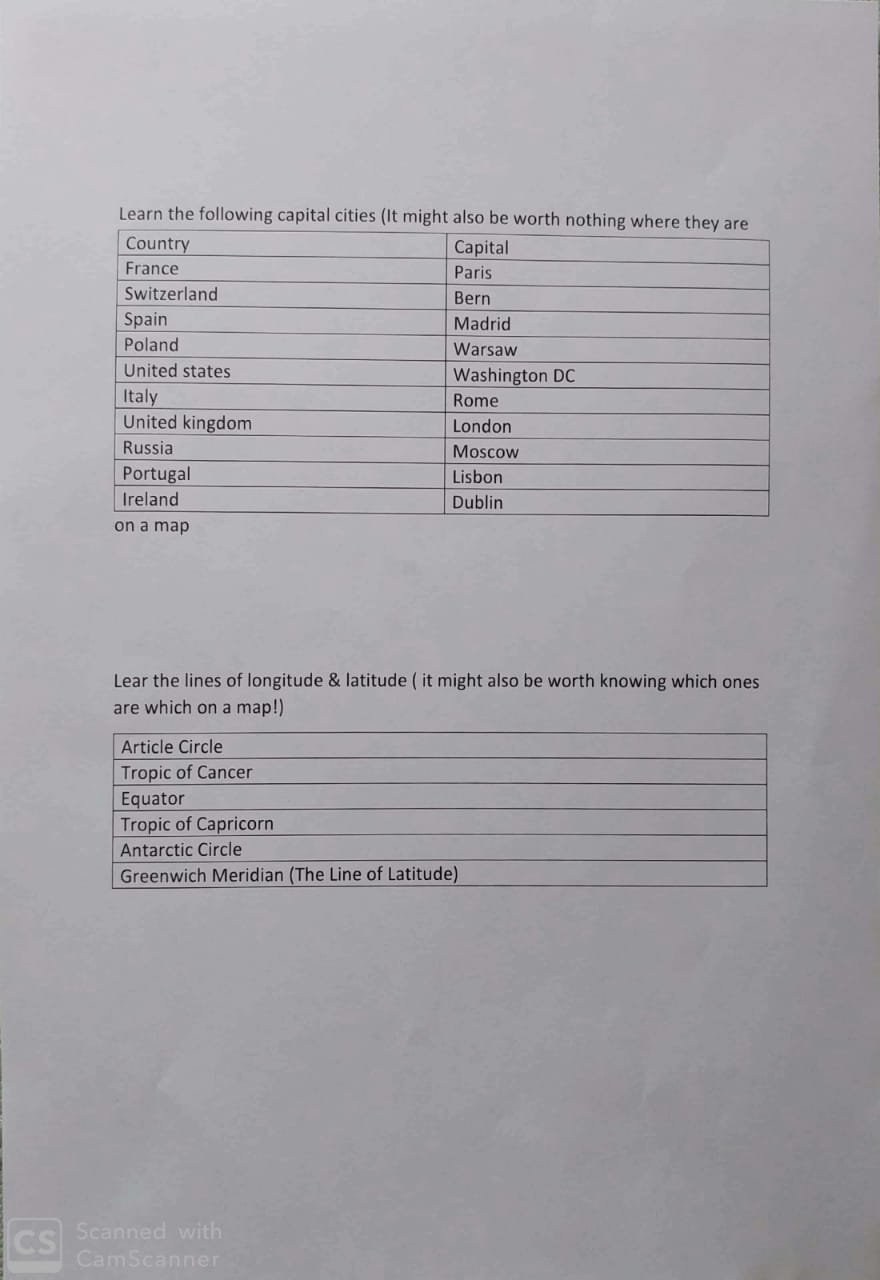 Learn the following capital cities (It might also be worth nothing where they are
Country Capital
France Paris
Switzerland Bern
Spain Madrid
Poland Warsaw
United states Washington DC
Italy Rome
United kingdom London
Russia Moscow
Portugal Lisbon
Ireland Dublin
on a map
Lear the lines of longitude & latitude ( it might also be worth knowing which ones
are which on a map!)
Article Circle
Tropic of Cancer
Equator
Tropic of Capricorn
Antarctic Circle
Greenwich Meridian (The Line of Latitude)
CS Scanned with
CamScanner